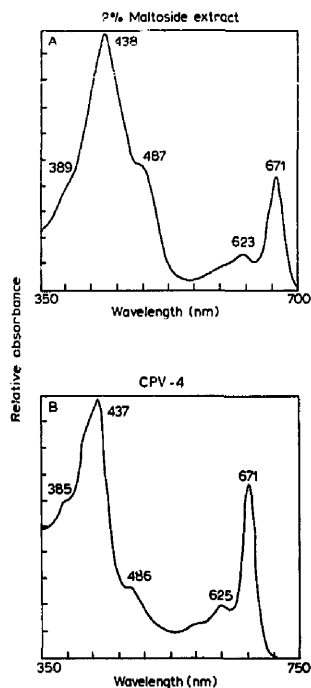 2% Maltoside extract
A
438
389
487
671
623
350
700
Wavelength (nm)
Relative absorbance
CPV-4
B
437
385
486
671
625
350
750
Wavelength (nm)